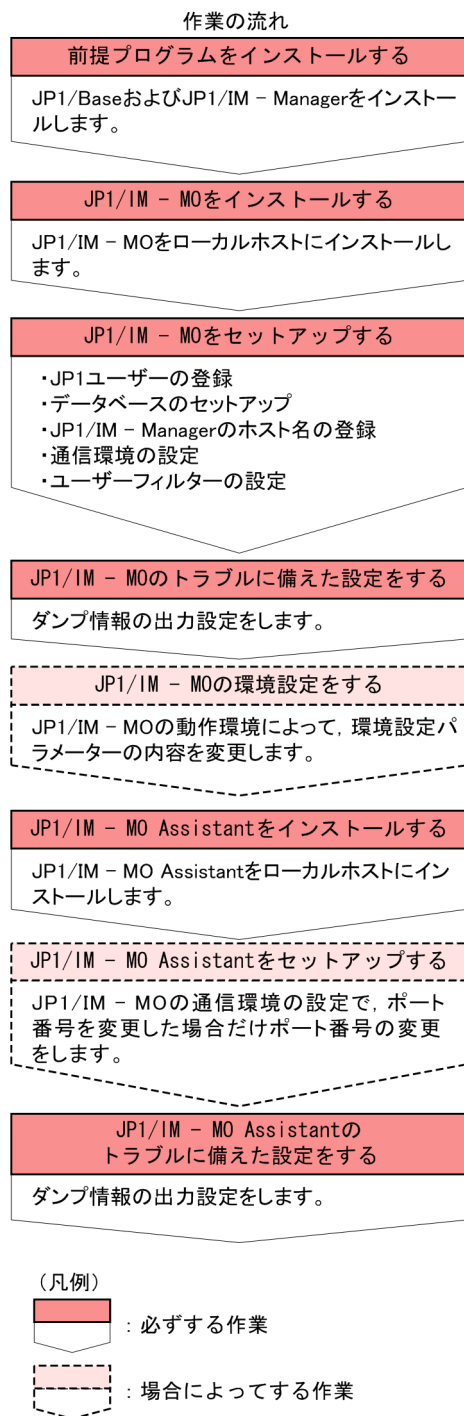 作業の流れ
前提プログラムをインストールする
JP1/BaseおよびJP1/IM － Managerをインストー
ルします。
JP1/IM － MOをインストールする
JP1/IM － MOをローカルホストにインストールし
ます。
JP1/IM － MOをセットアップする
・JP1ユーザーの登録
・データベースのセットアップ
・JP1/IM － Managerのホスト名の登録
・通信環境の設定
・ユーザーフィルターの設定
JP1/IM － MOのトラブルに備えた設定をする
ダンプ情報の出力設定をします。
JP1/IM － MOの環境設定をする
JP1/IM － MOの動作環境によって，環境設定パ
ラメーターの内容を変更します。
JP1/IM － MO Assistantをインストールする
JP1/IM － MO Assistantをローカルホストにイン
ストールします。
JP1/IM － MO Assistantをセットアップする
JP1/IM － MOの通信環境の設定で，ポート
番号を変更した場合だけポート番号の変更
をします。
JP1/IM － MO Assistantの
トラブルに備えた設定をする
ダンプ情報の出力設定をします。
（凡例）
：必ずする作業
：場合によってする作業